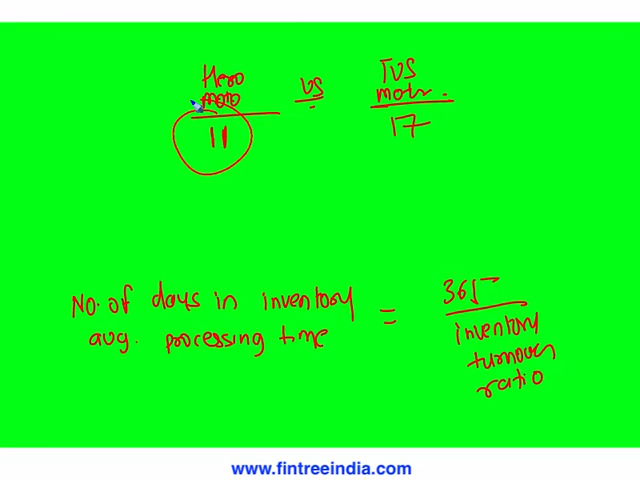 Hero
moto
vs
TVS
motor.
11
17
No. of days in inventory
avg. processing time
=
365
inventory
turnover
ratio
www.fintreeindia.com